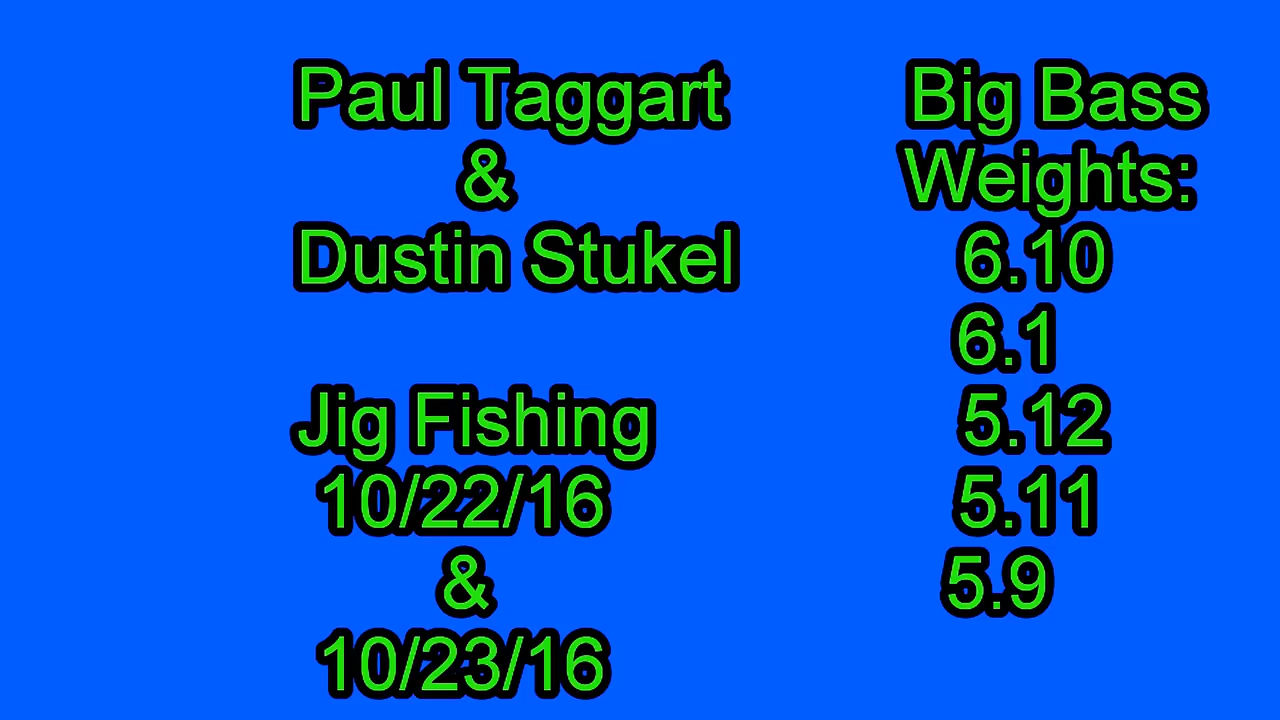 Paul Taggart
&
Dustin Stukel
Jig Fishing
10/22/16
&
10/23/16
Big Bass
Weights:
6.10
6.1
5.12
5.11
5.9